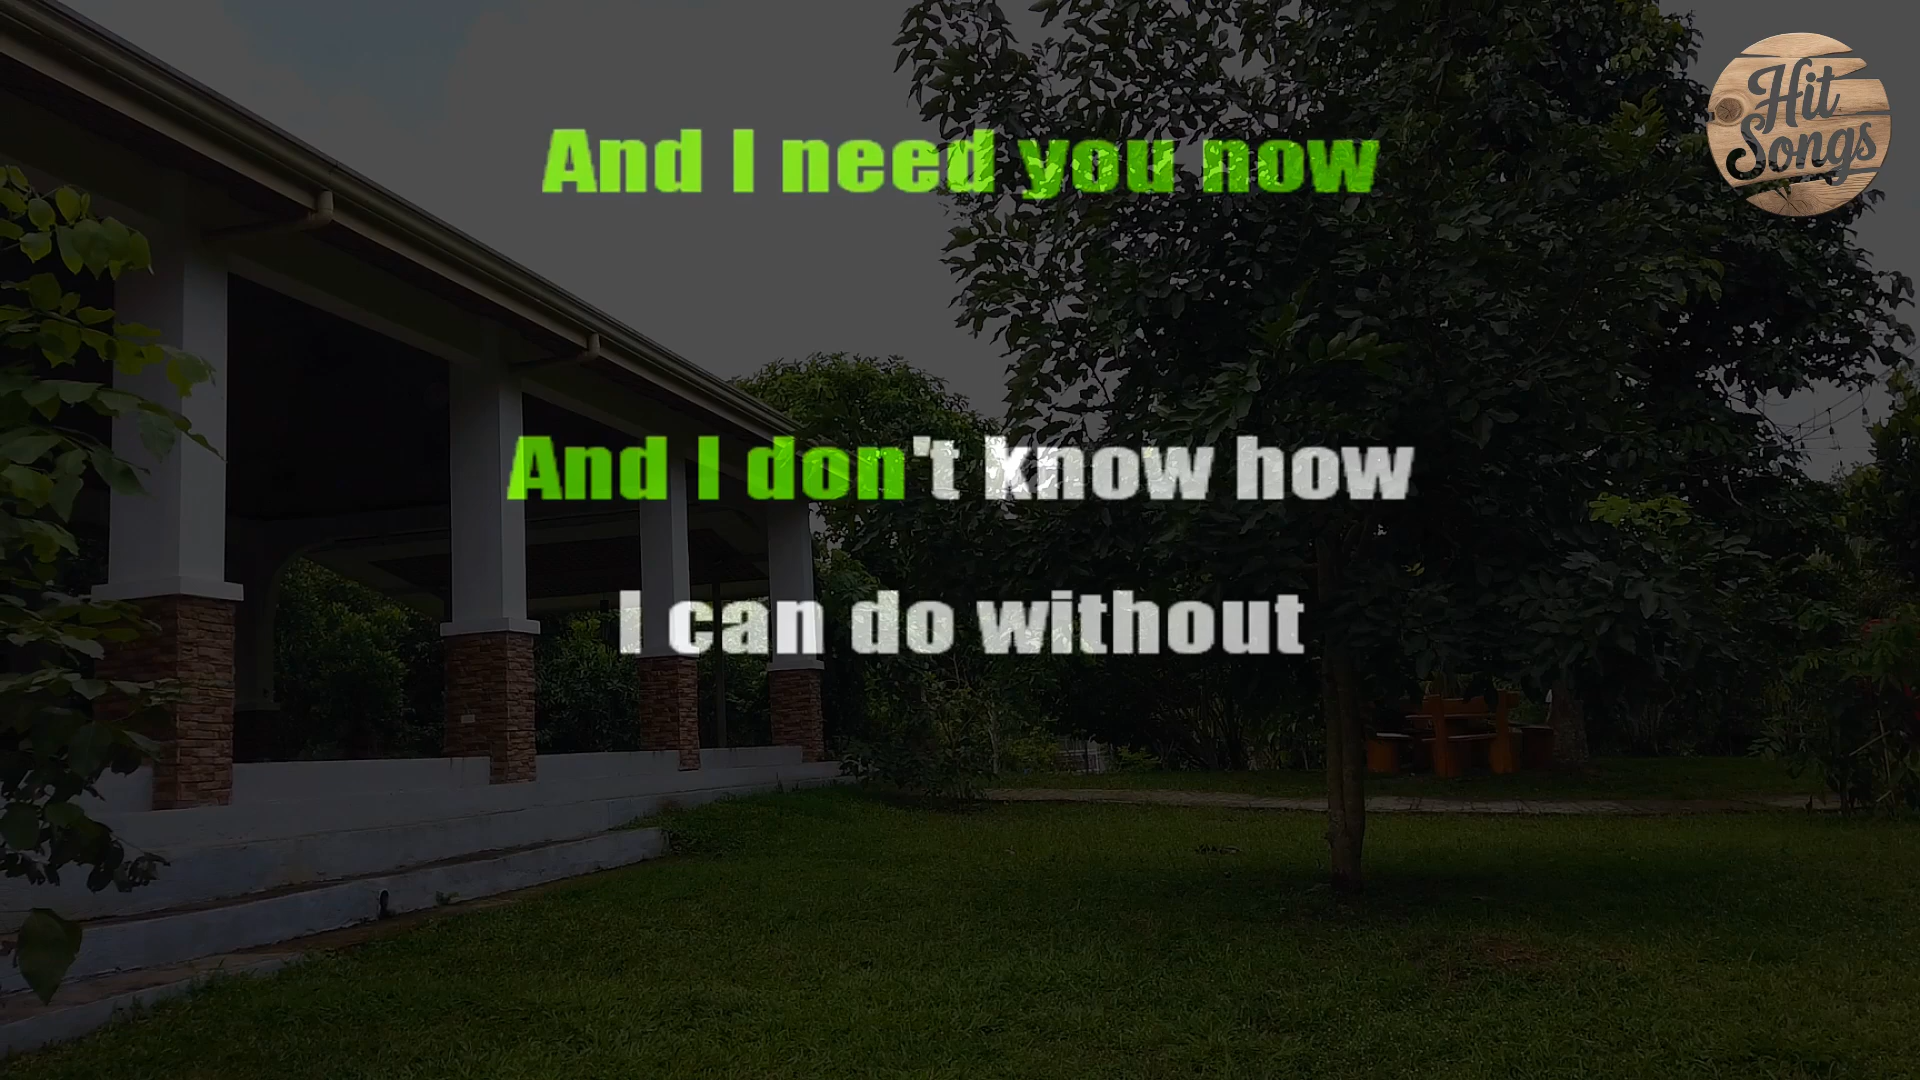 Hit
Songs
And I need you now
And I don't know how
I can do without